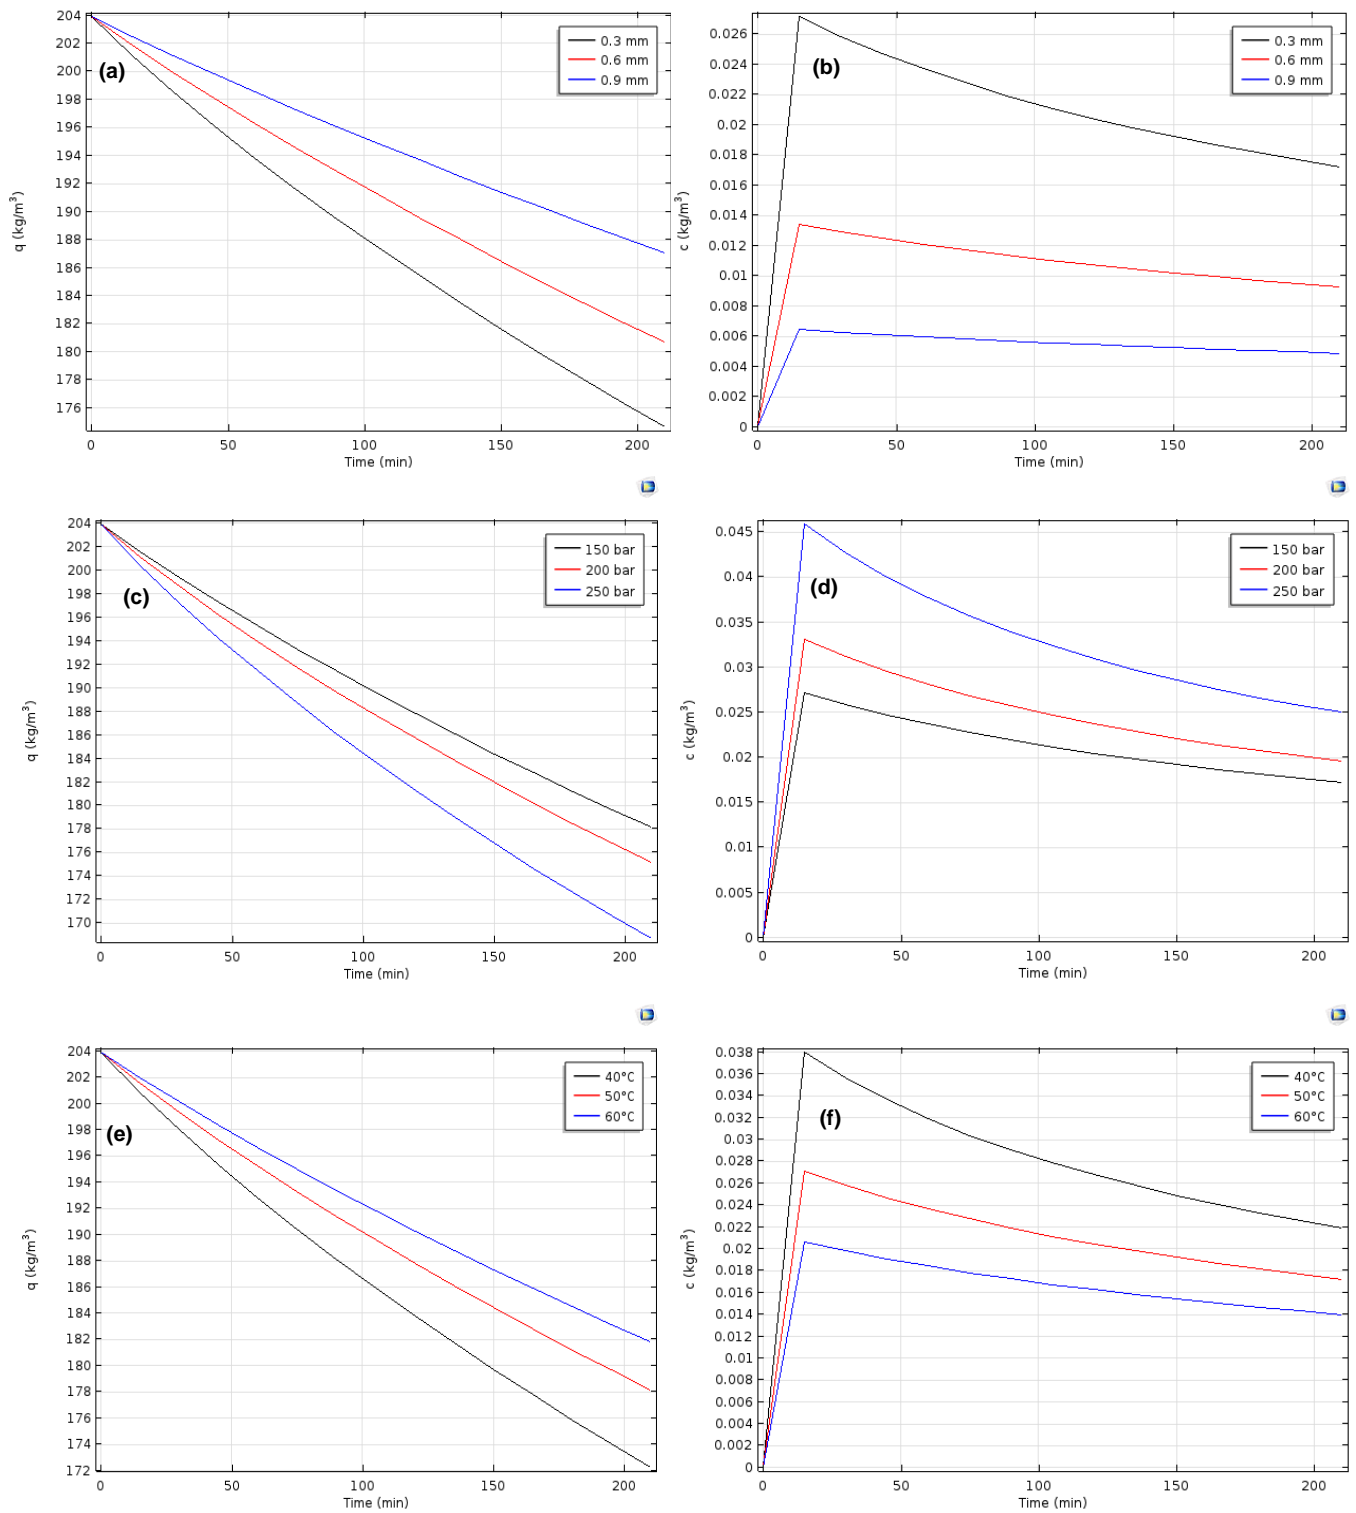 204
202
200
198
196
194
192
190
188
186
184
182
180
178
176
q (kg/m³)
(a)
0.3 mm
0.6 mm
0.9 mm
0 50 100 150 200
Time (min)
0.026
0.024
0.022
0.02
0.018
0.016
0.014
0.012
0.01
0.008
0.006
0.004
0.002
0
c (kg/m³)
(b)
0.3 mm
0.6 mm
0.9 mm
0 50 100 150 200
Time (min)
204
202
200
198
196
194
192
190
188
186
184
182
180
178
176
174
172
170
q (kg/m³)
(c)
150 bar
200 bar
250 bar
0 50 100 150 200
Time (min)
0.045
0.04
0.035
0.03
0.025
0.02
0.015
0.01
0.005
0
c (kg/m³)
(d)
150 bar
200 bar
250 bar
0 50 100 150 200
Time (min)
204
202
200
198
196
194
192
190
188
186
184
182
180
178
176
174
172
q (kg/m³)
(e)
40°C
50°C
60°C
0 50 100 150 200
Time (min)
0.038
0.036
0.034
0.032
0.03
0.028
0.026
0.024
0.022
0.02
0.018
0.016
0.014
0.012
0.01
0.008
0.006
0.004
0.002
0
c (kg/m³)
(f)
40°C
50°C
60°C
0 50 100 150 200
Time (min)